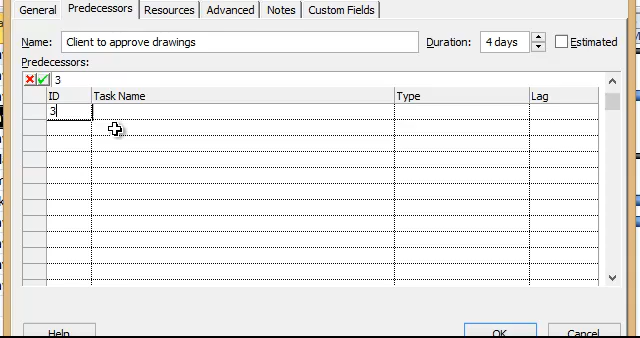 General Predecessors Resources Advanced Notes Custom Fields
Name: Client to approve drawings Duration: 4 days Estimated
Predecessors:
3
ID Task Name Type Lag
3
Help OK Cancel